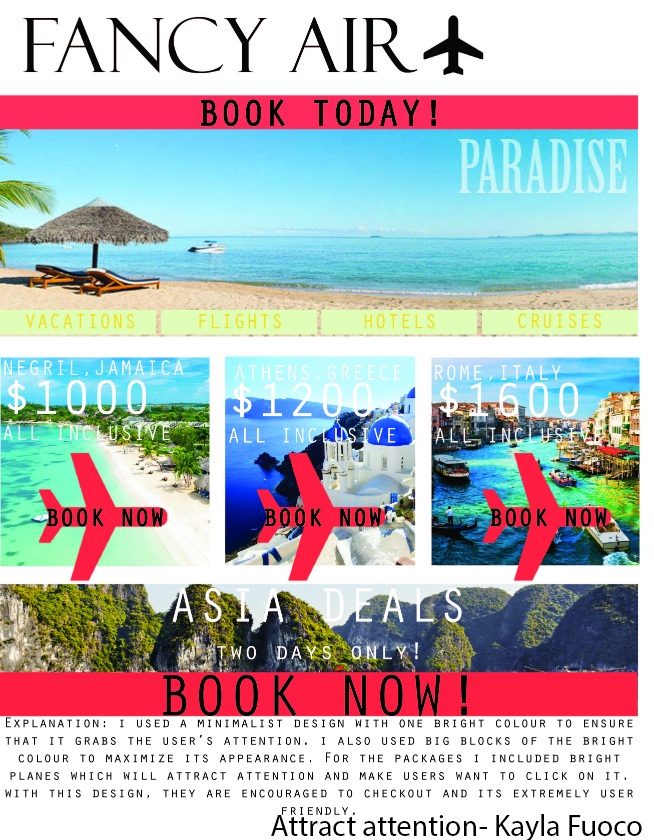 FANCY AIR
BOOK TODAY!
PARADISE
VACATIONS FLIGHTS HOTELS CRUISES
NEGRIL,JAMAICA
$1000
ALL INCLUSIVE
BOOK NOW
ATHENS,GREECE
$1200
ALL INCLUSIVE
BOOK NOW
ROME,ITALY
$1600
ALL INCLUSIVE
BOOK NOW
ASIA DEALS
TWO DAYS ONLY!
BOOK NOW!
EXPLANATION: I USED A MINIMALIST DESIGN WITH ONE BRIGHT COLOUR TO ENSURE
THAT IT GRABS THE USER'S ATTENTION. I ALSO USED BIG BLOCKS OF THE BRIGHT
COLOUR TO MAXIMIZE ITS APPEARANCE. FOR THE PACKAGES I INCLUDED BRIGHT
PLANES WHICH WILL ATTRACT ATTENTION AND MAKE USERS WANT TO CLICK ON IT.
WITH THIS DESIGN, THEY ARE ENCOURAGED TO CHECKOUT AND ITS EXTREMELY USER
FRIENDLY.
Attract attention- Kayla Fuoco